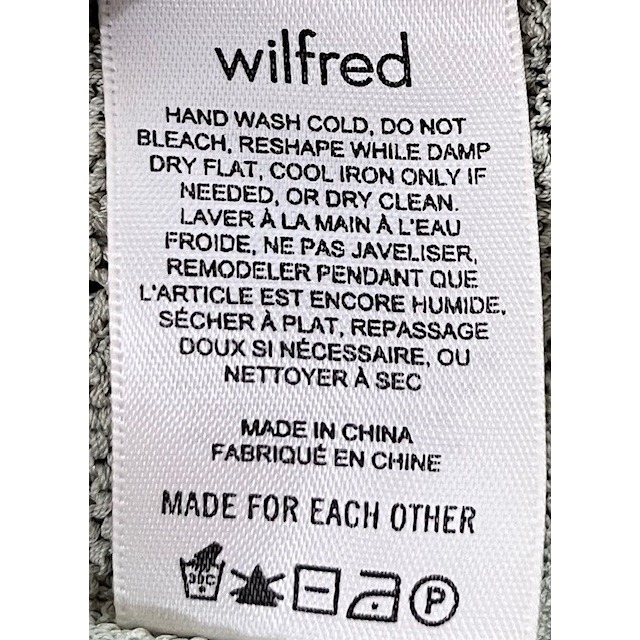 wilfred
HAND WASH COLD, DO NOT
BLEACH, RESHAPE WHILE DAMP
DRY FLAT, COOL IRON ONLY IF
NEEDED, OR DRY CLEAN.
LAVER À LA MAIN À L'EAU
FROIDE, NE PAS JAVELISER,
REMODELER PENDANT QUE
L'ARTICLE EST ENCORE HUMIDE,
SÉCHER À PLAT, REPASSAGE
DOUX SI NÉCESSAIRE, OU
NETTOYER À SEC
MADE IN CHINA
FABRIQUÉ EN CHINE
MADE FOR EACH OTHER
30C P